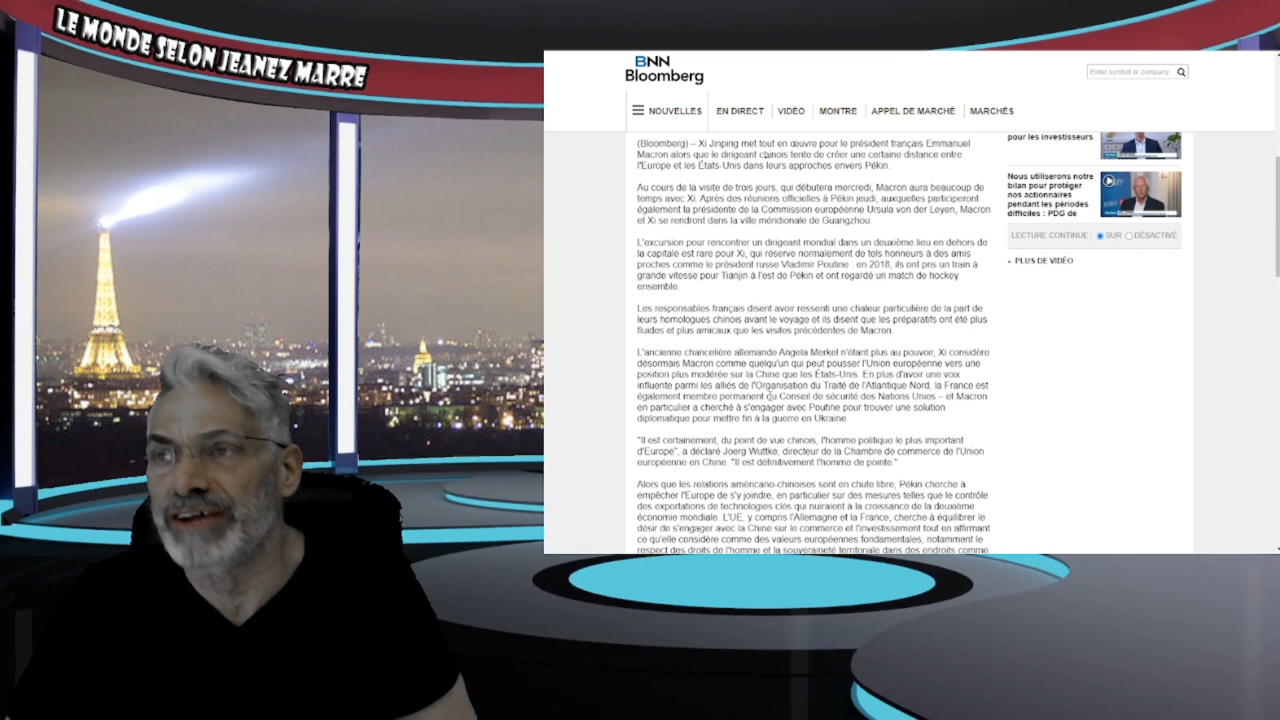 LE MONDE SELON JEANEZ MARRE
BNN
Bloomberg
Enter symbol or company
NOUVELLES
EN DIRECT
VIDÉO
MONTRE
APPEL DE MARCHÉ
MARCHÉS
(Bloomberg) – Xi Jinping met tout en œuvre pour le président français Emmanuel
Macron alors que le dirigeant chinois tente de créer une certaine distance entre
l'Europe et les États-Unis dans leurs approches envers Pékin.
Au cours de la visite de trois jours, qui débutera mercredi, Macron aura beaucoup de
temps avec Xi. Après des réunions officielles à Pékin jeudi, auxquelles participeront
également la présidente de la Commission européenne Ursula von der Leyen, Macron
et Xi se rendront dans la ville méridionale de Guangzhou.
L'excursion pour rencontrer un dirigeant mondial dans un deuxième lieu en dehors de
la capitale est rare pour Xi, qui réserve normalement de tels honneurs à des amis
proches comme le président russe Vladimir Poutine : en 2018, ils ont pris un train à
grande vitesse pour Tianjin à l'est de Pékin et ont regardé un match de hockey
ensemble.
Les responsables français disent avoir ressenti une chaleur particulière de la part de
leurs homologues chinois avant le voyage et ils disent que les préparatifs ont été plus
fluides et plus amicaux que les visites précédentes de Macron.
L'ancienne chancelière allemande Angela Merkel n'étant plus au pouvoir, Xi considère
désormais Macron comme quelqu'un qui peut pousser l'Union européenne vers une
position plus modérée sur la Chine que les États-Unis. En plus d'avoir une voix
influente parmi les alliés de l'Organisation du Traité de l'Atlantique Nord, la France est
également membre permanent du Conseil de sécurité des Nations Unies – et Macron
en particulier a cherché à s'engager avec Poutine pour trouver une solution
diplomatique pour mettre fin à la guerre en Ukraine.
"Il est certainement, du point de vue chinois, l'homme politique le plus important
d'Europe", a déclaré Joerg Wuttke, directeur de la Chambre de commerce de l'Union
européenne en Chine. "Il est définitivement l'homme de pointe."
Alors que les relations américano-chinoises sont en chute libre, Pékin cherche à
empêcher l'Europe de s'y joindre, en particulier sur des mesures telles que le contrôle
des exportations de technologies clés qui nuiraient à la croissance de la deuxième
économie mondiale. L'UE, y compris l'Allemagne et la France, cherche à équilibrer le
désir de s'engager avec la Chine sur le commerce et l'investissement tout en affirmant
ce qu'elle considère comme des valeurs européennes fondamentales, notamment le
respect des droits de l'homme et la souveraineté territoriale dans des endroits comme
pour les investisseurs
Nous utiliserons notre
bilan pour protéger
nos actionnaires
pendant les périodes
difficiles : PDG de
LECTURE CONTINUE : SUR DÉSACTIVÉ
PLUS DE VIDÉO